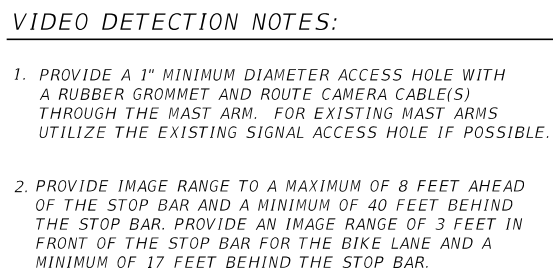 VIDEO DETECTION NOTES:
1. PROVIDE A 1" MINIMUM DIAMETER ACCESS HOLE WITH
A RUBBER GROMMET AND ROUTE CAMERA CABLE(S)
THROUGH THE MAST ARM. FOR EXISTING MAST ARMS
UTILIZE THE EXISTING SIGNAL ACCESS HOLE IF POSSIBLE.
2. PROVIDE IMAGE RANGE TO A MAXIMUM OF 8 FEET AHEAD
OF THE STOP BAR AND A MINIMUM OF 40 FEET BEHIND
THE STOP BAR. PROVIDE AN IMAGE RANGE OF 3 FEET IN
FRONT OF THE STOP BAR FOR THE BIKE LANE AND A
MINIMUM OF 17 FEET BEHIND THE STOP BAR.